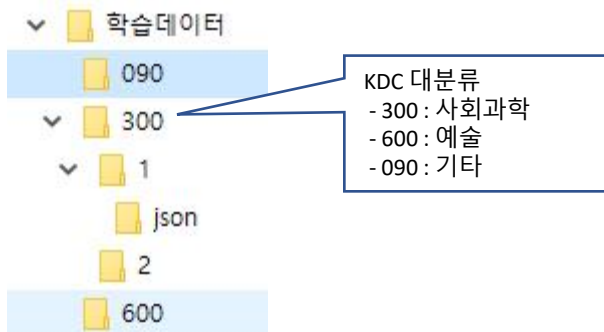 학습데이터
090
300
1
json
2
600
KDC 대분류
- 300 : 사회과학
- 600 : 예술
- 090 : 기타